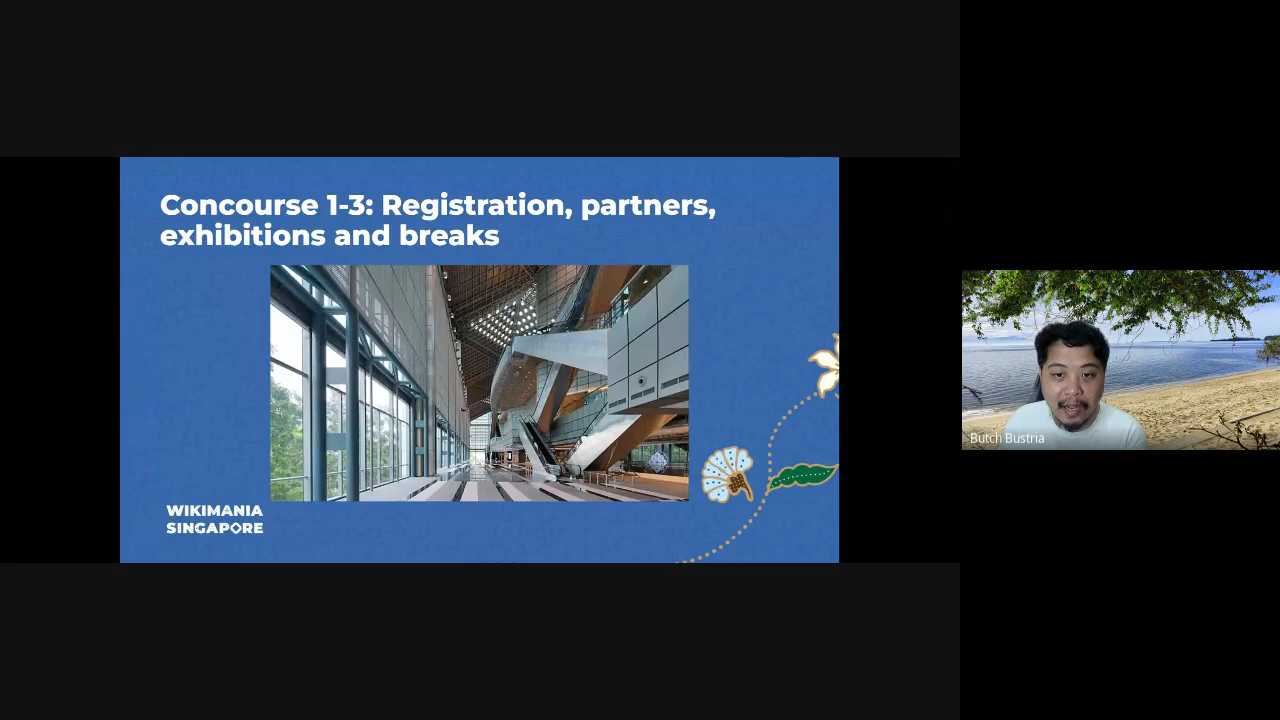 Concourse 1-3: Registration, partners,
exhibitions and breaks
WIKIMANIA
SINGAPORE
Butch Bustria